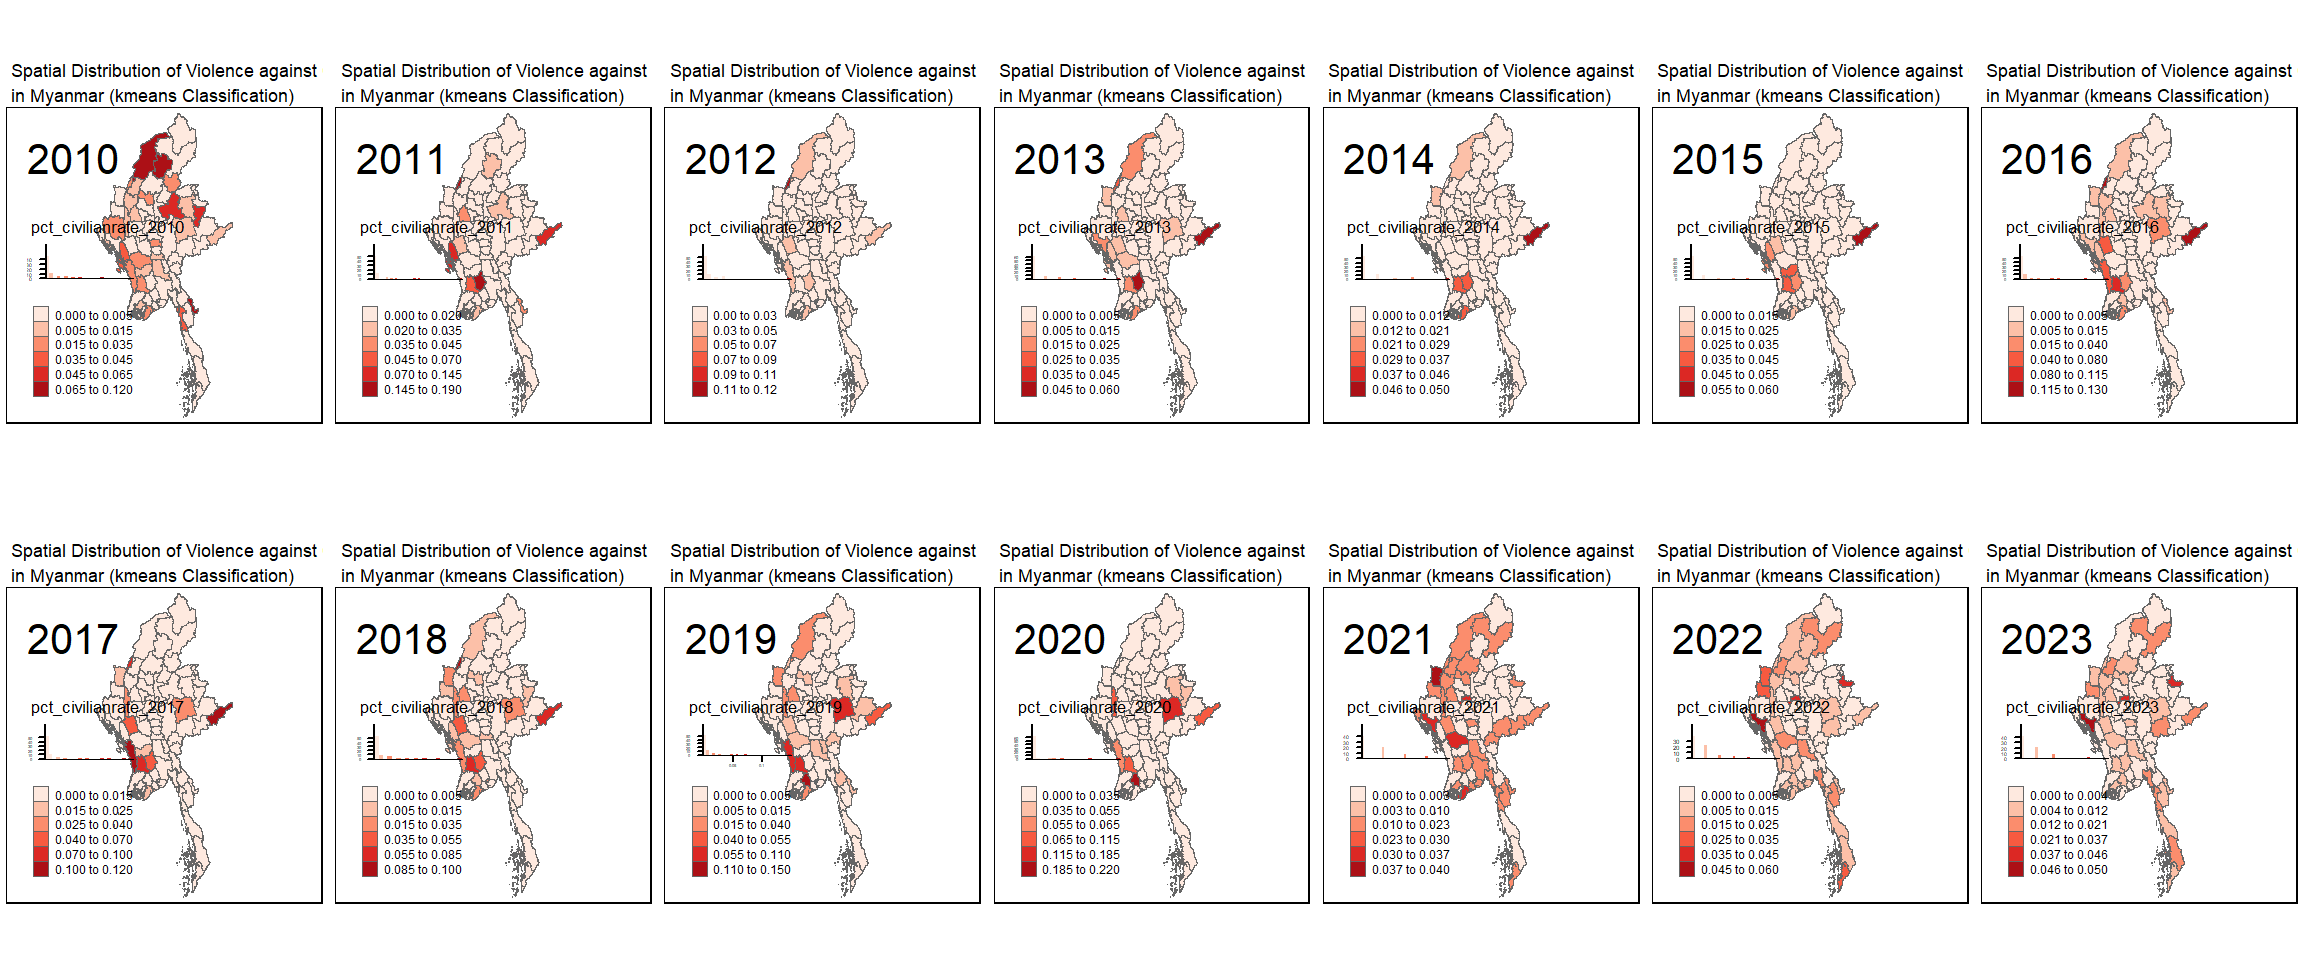 Spatial Distribution of Violence against
in Myanmar (kmeans Classification)
2010
pct_civilianrate_2010
0.000 to 0.005
0.005 to 0.015
0.015 to 0.035
0.035 to 0.045
0.045 to 0.065
0.065 to 0.120
Spatial Distribution of Violence against
in Myanmar (kmeans Classification)
2011
pct_civilianrate_2011
0.000 to 0.020
0.020 to 0.035
0.035 to 0.045
0.045 to 0.070
0.070 to 0.145
0.145 to 0.190
Spatial Distribution of Violence against
in Myanmar (kmeans Classification)
2012
pct_civilianrate_2012
0.00 to 0.03
0.03 to 0.05
0.05 to 0.07
0.07 to 0.09
0.09 to 0.11
0.11 to 0.12
Spatial Distribution of Violence against
in Myanmar (kmeans Classification)
2013
pct_civilianrate_2013
0.000 to 0.005
0.005 to 0.015
0.015 to 0.025
0.025 to 0.035
0.035 to 0.045
0.045 to 0.060
Spatial Distribution of Violence against
in Myanmar (kmeans Classification)
2014
pct_civilianrate_2014
0.000 to 0.012
0.012 to 0.021
0.021 to 0.029
0.029 to 0.037
0.037 to 0.046
0.046 to 0.050
Spatial Distribution of Violence against
in Myanmar (kmeans Classification)
2015
pct_civilianrate_2015
0.000 to 0.015
0.015 to 0.025
0.025 to 0.035
0.035 to 0.045
0.045 to 0.055
0.055 to 0.060
Spatial Distribution of Violence against
in Myanmar (kmeans Classification)
2016
pct_civilianrate_2016
0.000 to 0.005
0.005 to 0.015
0.015 to 0.040
0.040 to 0.080
0.080 to 0.115
0.115 to 0.130
Spatial Distribution of Violence against
in Myanmar (kmeans Classification)
2017
pct_civilianrate_2017
0.000 to 0.015
0.015 to 0.025
0.025 to 0.040
0.040 to 0.070
0.070 to 0.100
0.100 to 0.120
Spatial Distribution of Violence against
in Myanmar (kmeans Classification)
2018
pct_civilianrate_2018
0.000 to 0.005
0.005 to 0.015
0.015 to 0.035
0.035 to 0.055
0.055 to 0.085
0.085 to 0.100
Spatial Distribution of Violence against
in Myanmar (kmeans Classification)
2019
pct_civilianrate_2019
0.000 to 0.005
0.005 to 0.015
0.015 to 0.040
0.040 to 0.055
0.055 to 0.110
0.110 to 0.150
Spatial Distribution of Violence against
in Myanmar (kmeans Classification)
2020
pct_civilianrate_2020
0.000 to 0.035
0.035 to 0.055
0.055 to 0.065
0.065 to 0.115
0.115 to 0.185
0.185 to 0.220
Spatial Distribution of Violence against
in Myanmar (kmeans Classification)
2021
pct_civilianrate_2021
0.000 to 0.003
0.003 to 0.010
0.010 to 0.023
0.023 to 0.030
0.030 to 0.037
0.037 to 0.040
Spatial Distribution of Violence against
in Myanmar (kmeans Classification)
2022
pct_civilianrate_2022
0.000 to 0.005
0.005 to 0.015
0.015 to 0.025
0.025 to 0.035
0.035 to 0.045
0.045 to 0.060
Spatial Distribution of Violence against
in Myanmar (kmeans Classification)
2023
pct_civilianrate_2023
0.000 to 0.004
0.004 to 0.012
0.012 to 0.021
0.021 to 0.037
0.037 to 0.046
0.046 to 0.050